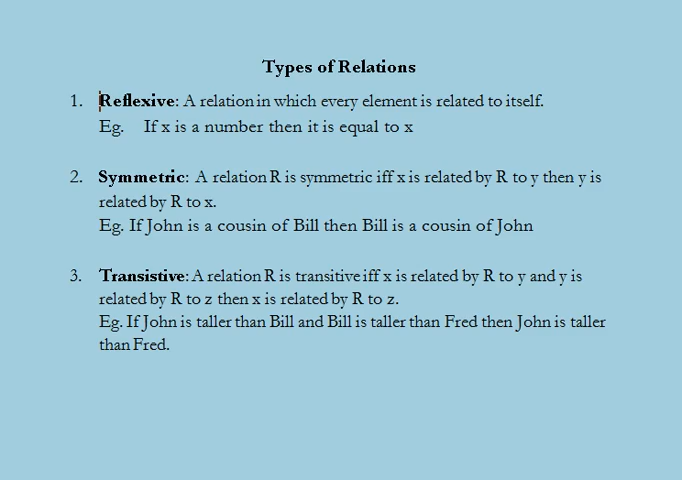 Types of Relations
1. Reflexive: A relation in which every element is related to itself.
Eg. If x is a number then it is equal to x
2. Symmetric: A relation R is symmetric iff x is related by R to y then y is
related by R to x.
Eg. If John is a cousin of Bill then Bill is a cousin of John
3. Transistive: A relation R is transitive iff x is related by R to y and y is
related by R to z then x is related by R to z.
Eg. If John is taller than Bill and Bill is taller than Fred then John is taller
than Fred.